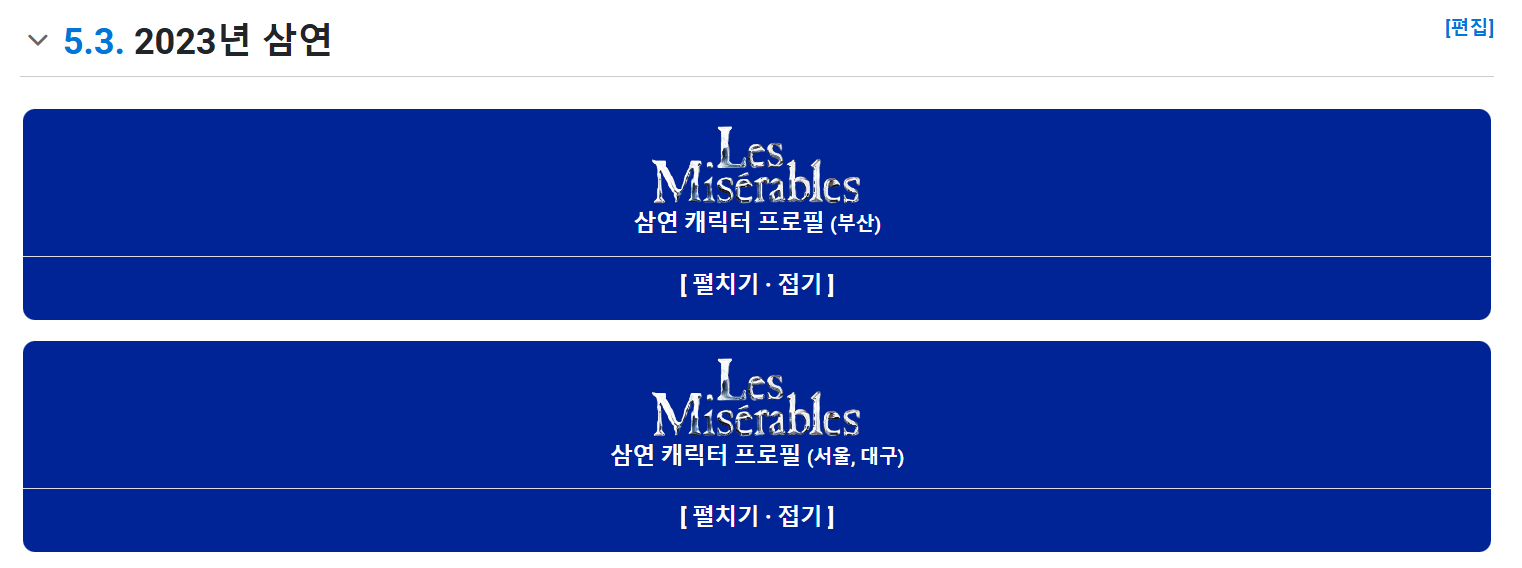 5.3. 2023년 삼연
[편집]
Les
Misérables
삼연 캐릭터 프로필 (부산)
[ 펼치기 · 접기 ]
Les
Misérables
삼연 캐릭터 프로필 (서울, 대구)
[ 펼치기 · 접기 ]